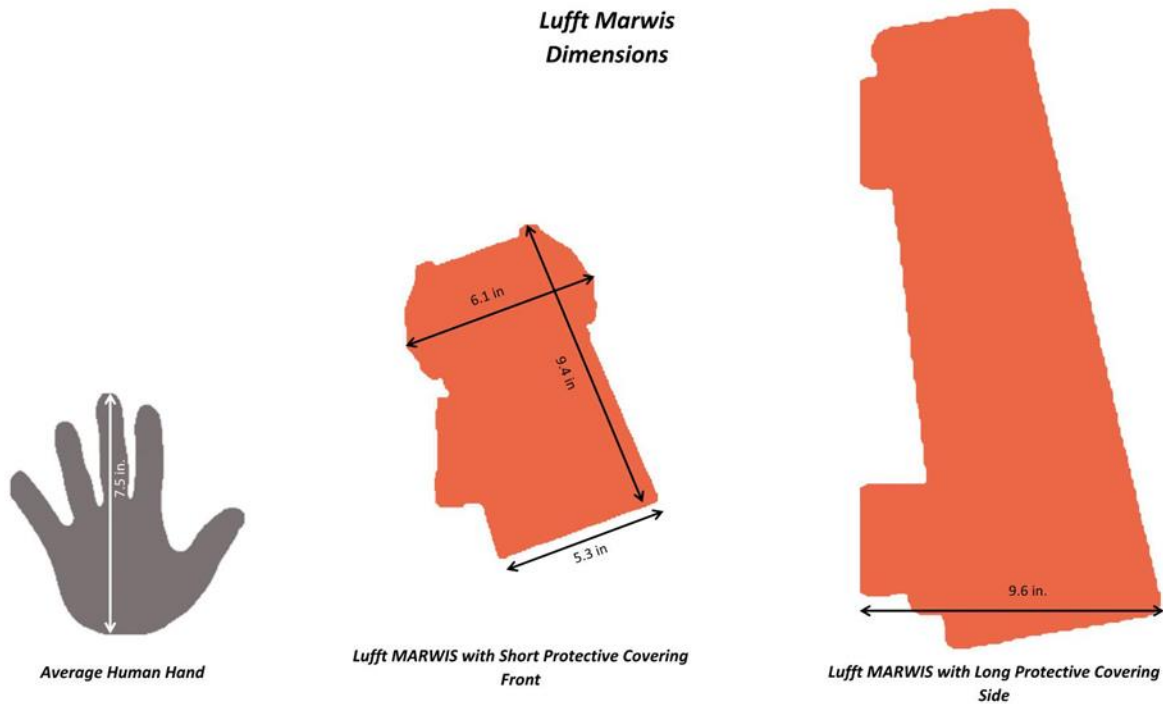 Lufft Marwis
Dimensions
6.1 in
9.4 in
7.5 in.
5.3 in
9.6 in.
Average Human Hand
Lufft MARWIS with Short Protective Covering
Front
Lufft MARWIS with Long Protective Covering
Side